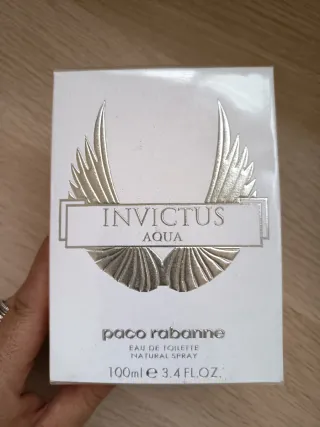 INVICTUS
AQUA
paco rabanne
EAU DE TOILETTE
NATURAL SPRAY
100ml ℮ 3.4 FL.OZ.